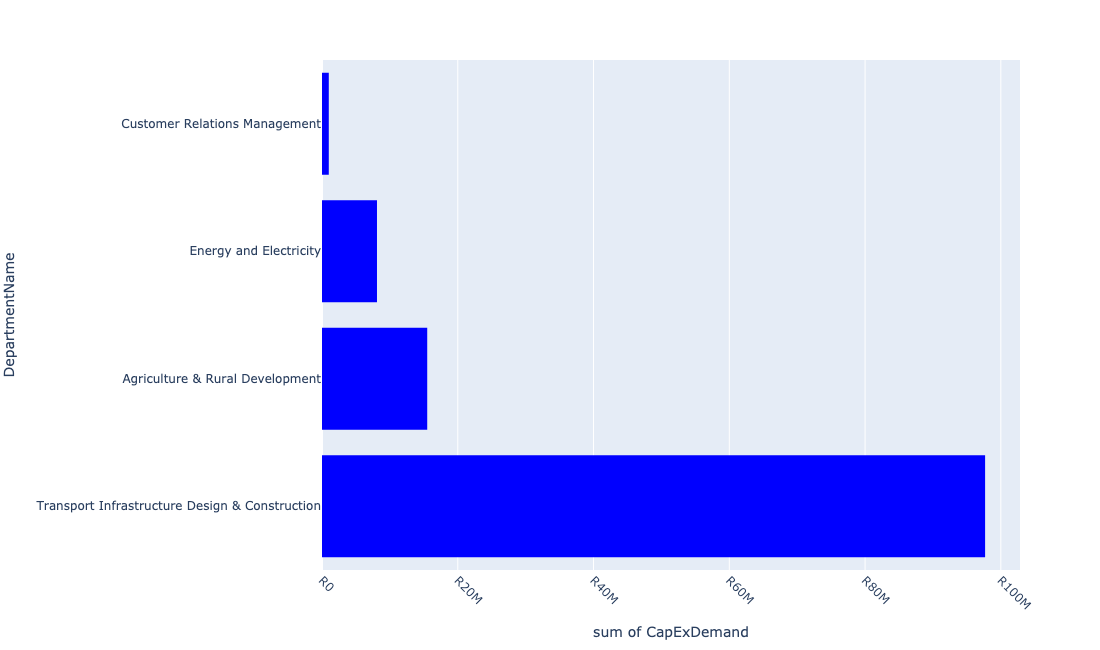 DepartmentName
Customer Relations Management
Energy and Electricity
Agriculture & Rural Development
Transport Infrastructure Design & Construction
R0
R20M
R40M
R60M
R80M
R100M
sum of CapExDemand